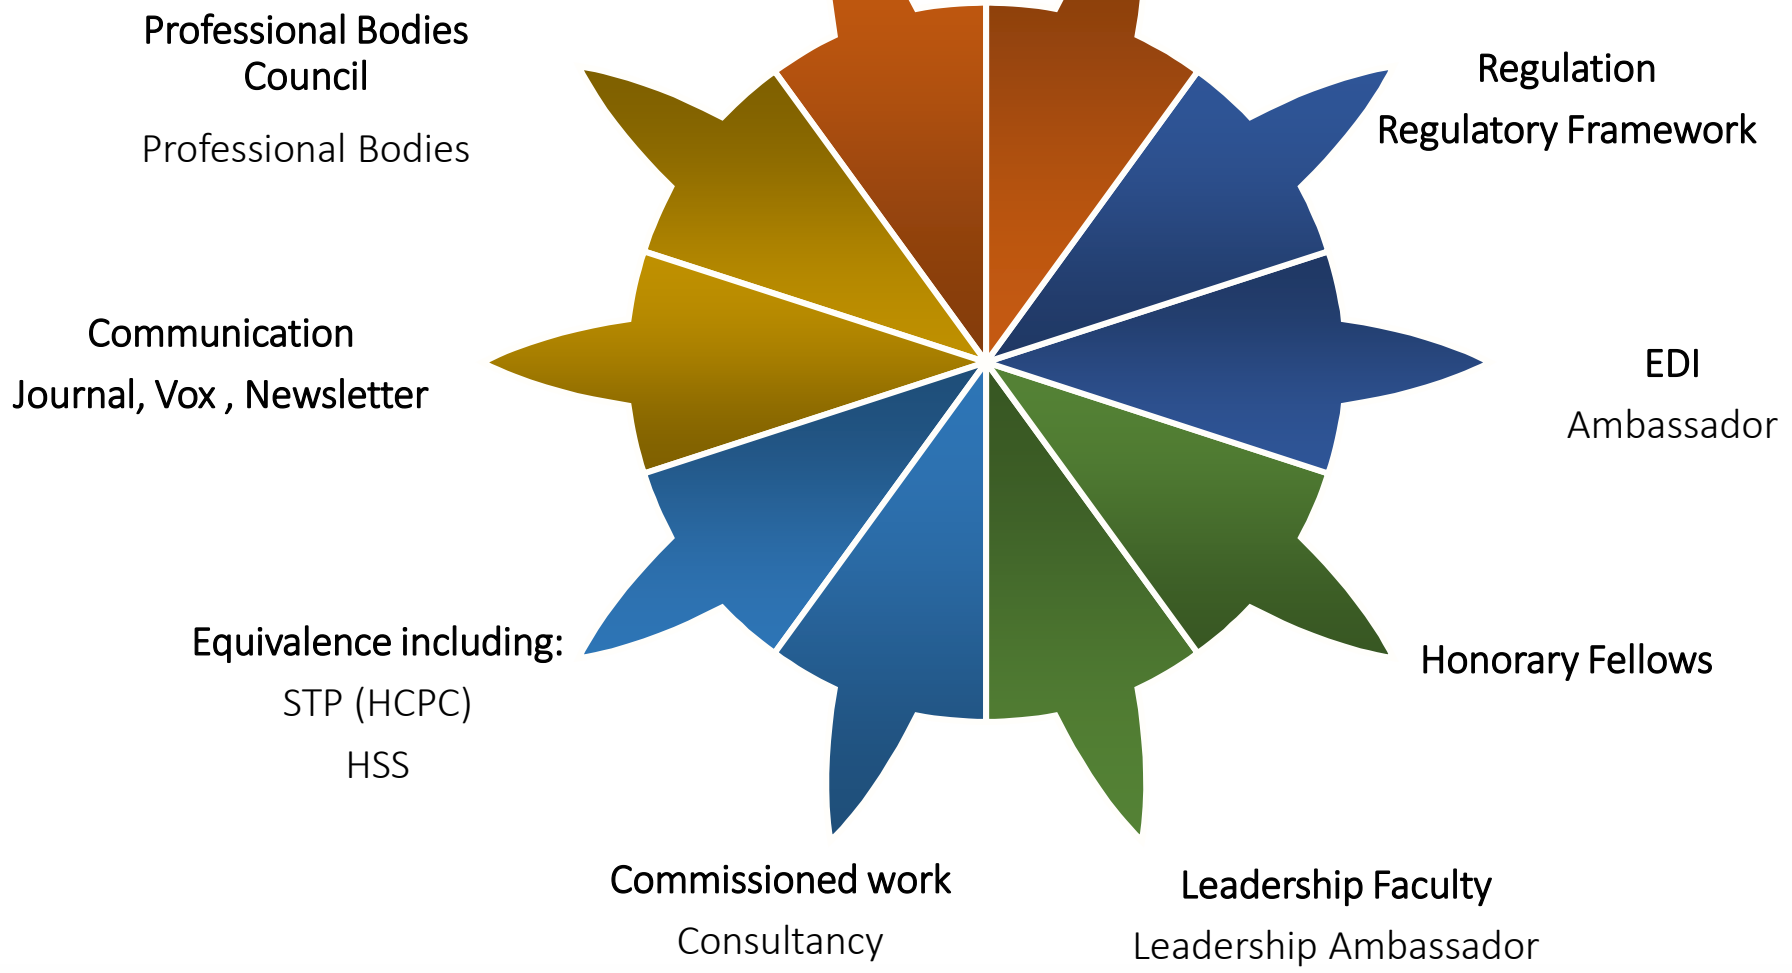 Professional Bodies
Council
Professional Bodies
Regulation
Regulatory Framework
Communication
Journal, Vox , Newsletter
EDI
Ambassador
Equivalence including:
STP (HCPC)
HSS
Honorary Fellows
Commissioned work
Consultancy
Leadership Faculty
Leadership Ambassador